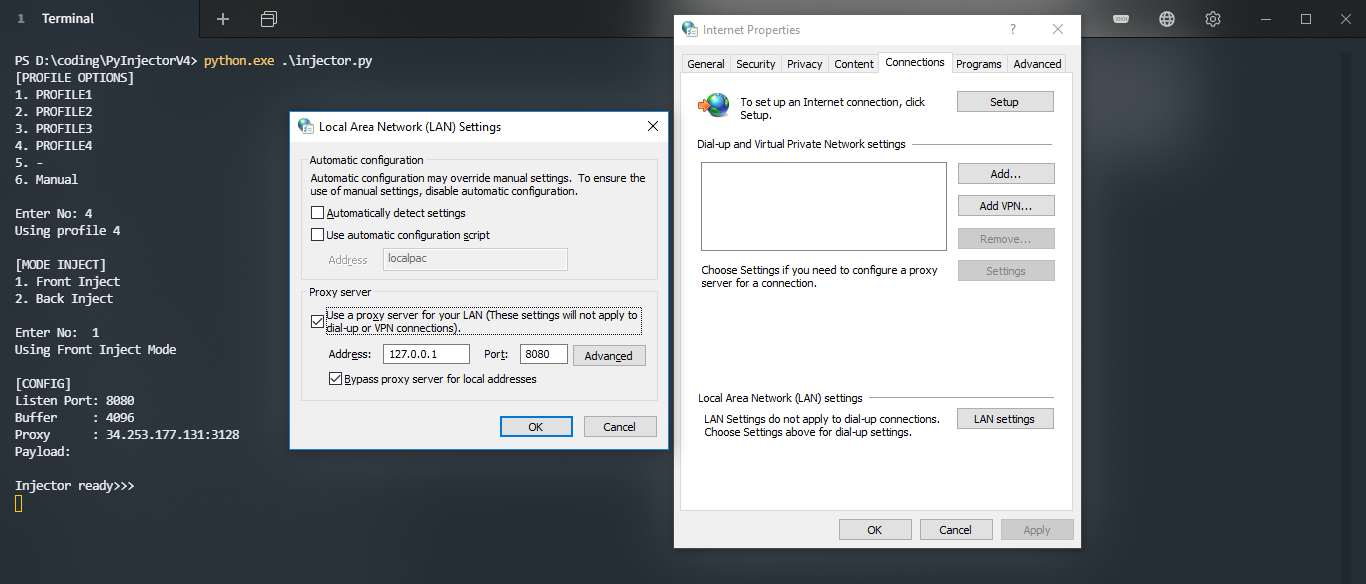 1 Terminal
PS D:\coding\PyInjectorV4> python.exe .\injector.py
[PROFILE OPTIONS]
1. PROFILE1
2. PROFILE2
3. PROFILE3
4. PROFILE4
5. -
6. Manual
Enter No: 4
Using profile 4
[MODE INJECT]
1. Front Inject
2. Back Inject
Enter No:  1
Using Front Inject Mode
[CONFIG]
Listen Port: 8080
Buffer     : 4096
Proxy      : 34.253.177.131:3128
Payload:
Injector ready>>>
Local Area Network (LAN) Settings
Automatic configuration
Automatic configuration may override manual settings.  To ensure the
use of manual settings, disable automatic configuration.
Automatically detect settings
Use automatic configuration script
Address localpac
Proxy server
Use a proxy server for your LAN (These settings will not apply to
dial-up or VPN connections).
Address: 127.0.0.1 Port: 8080 Advanced
Bypass proxy server for local addresses
OK Cancel
Internet Properties ?
General Security Privacy Content Connections Programs Advanced
To set up an Internet connection, click
Setup.
Setup
Dial-up and Virtual Private Network settings
Add...
Add VPN...
Remove...
Choose Settings if you need to configure a proxy
server for a connection.
Settings
Local Area Network (LAN) settings
LAN Settings do not apply to dial-up connections.
Choose Settings above for dial-up settings.
LAN settings
OK Cancel Apply